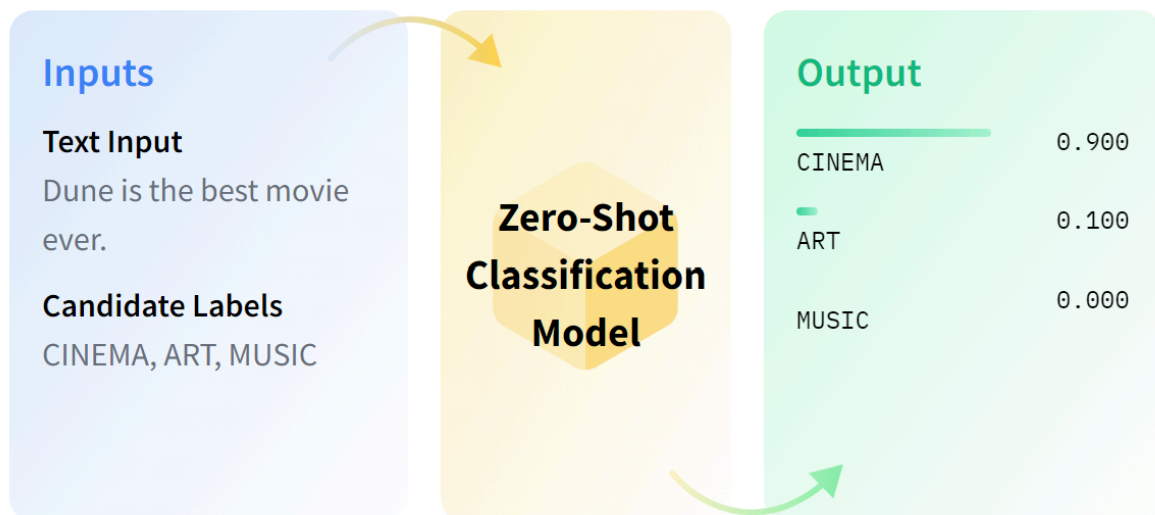 Inputs
Text Input
Dune is the best movie
ever.
Candidate Labels
CINEMA, ART, MUSIC
Zero-Shot
Classification
Model
Output
0.900
CINEMA
0.100
ART
0.000
MUSIC